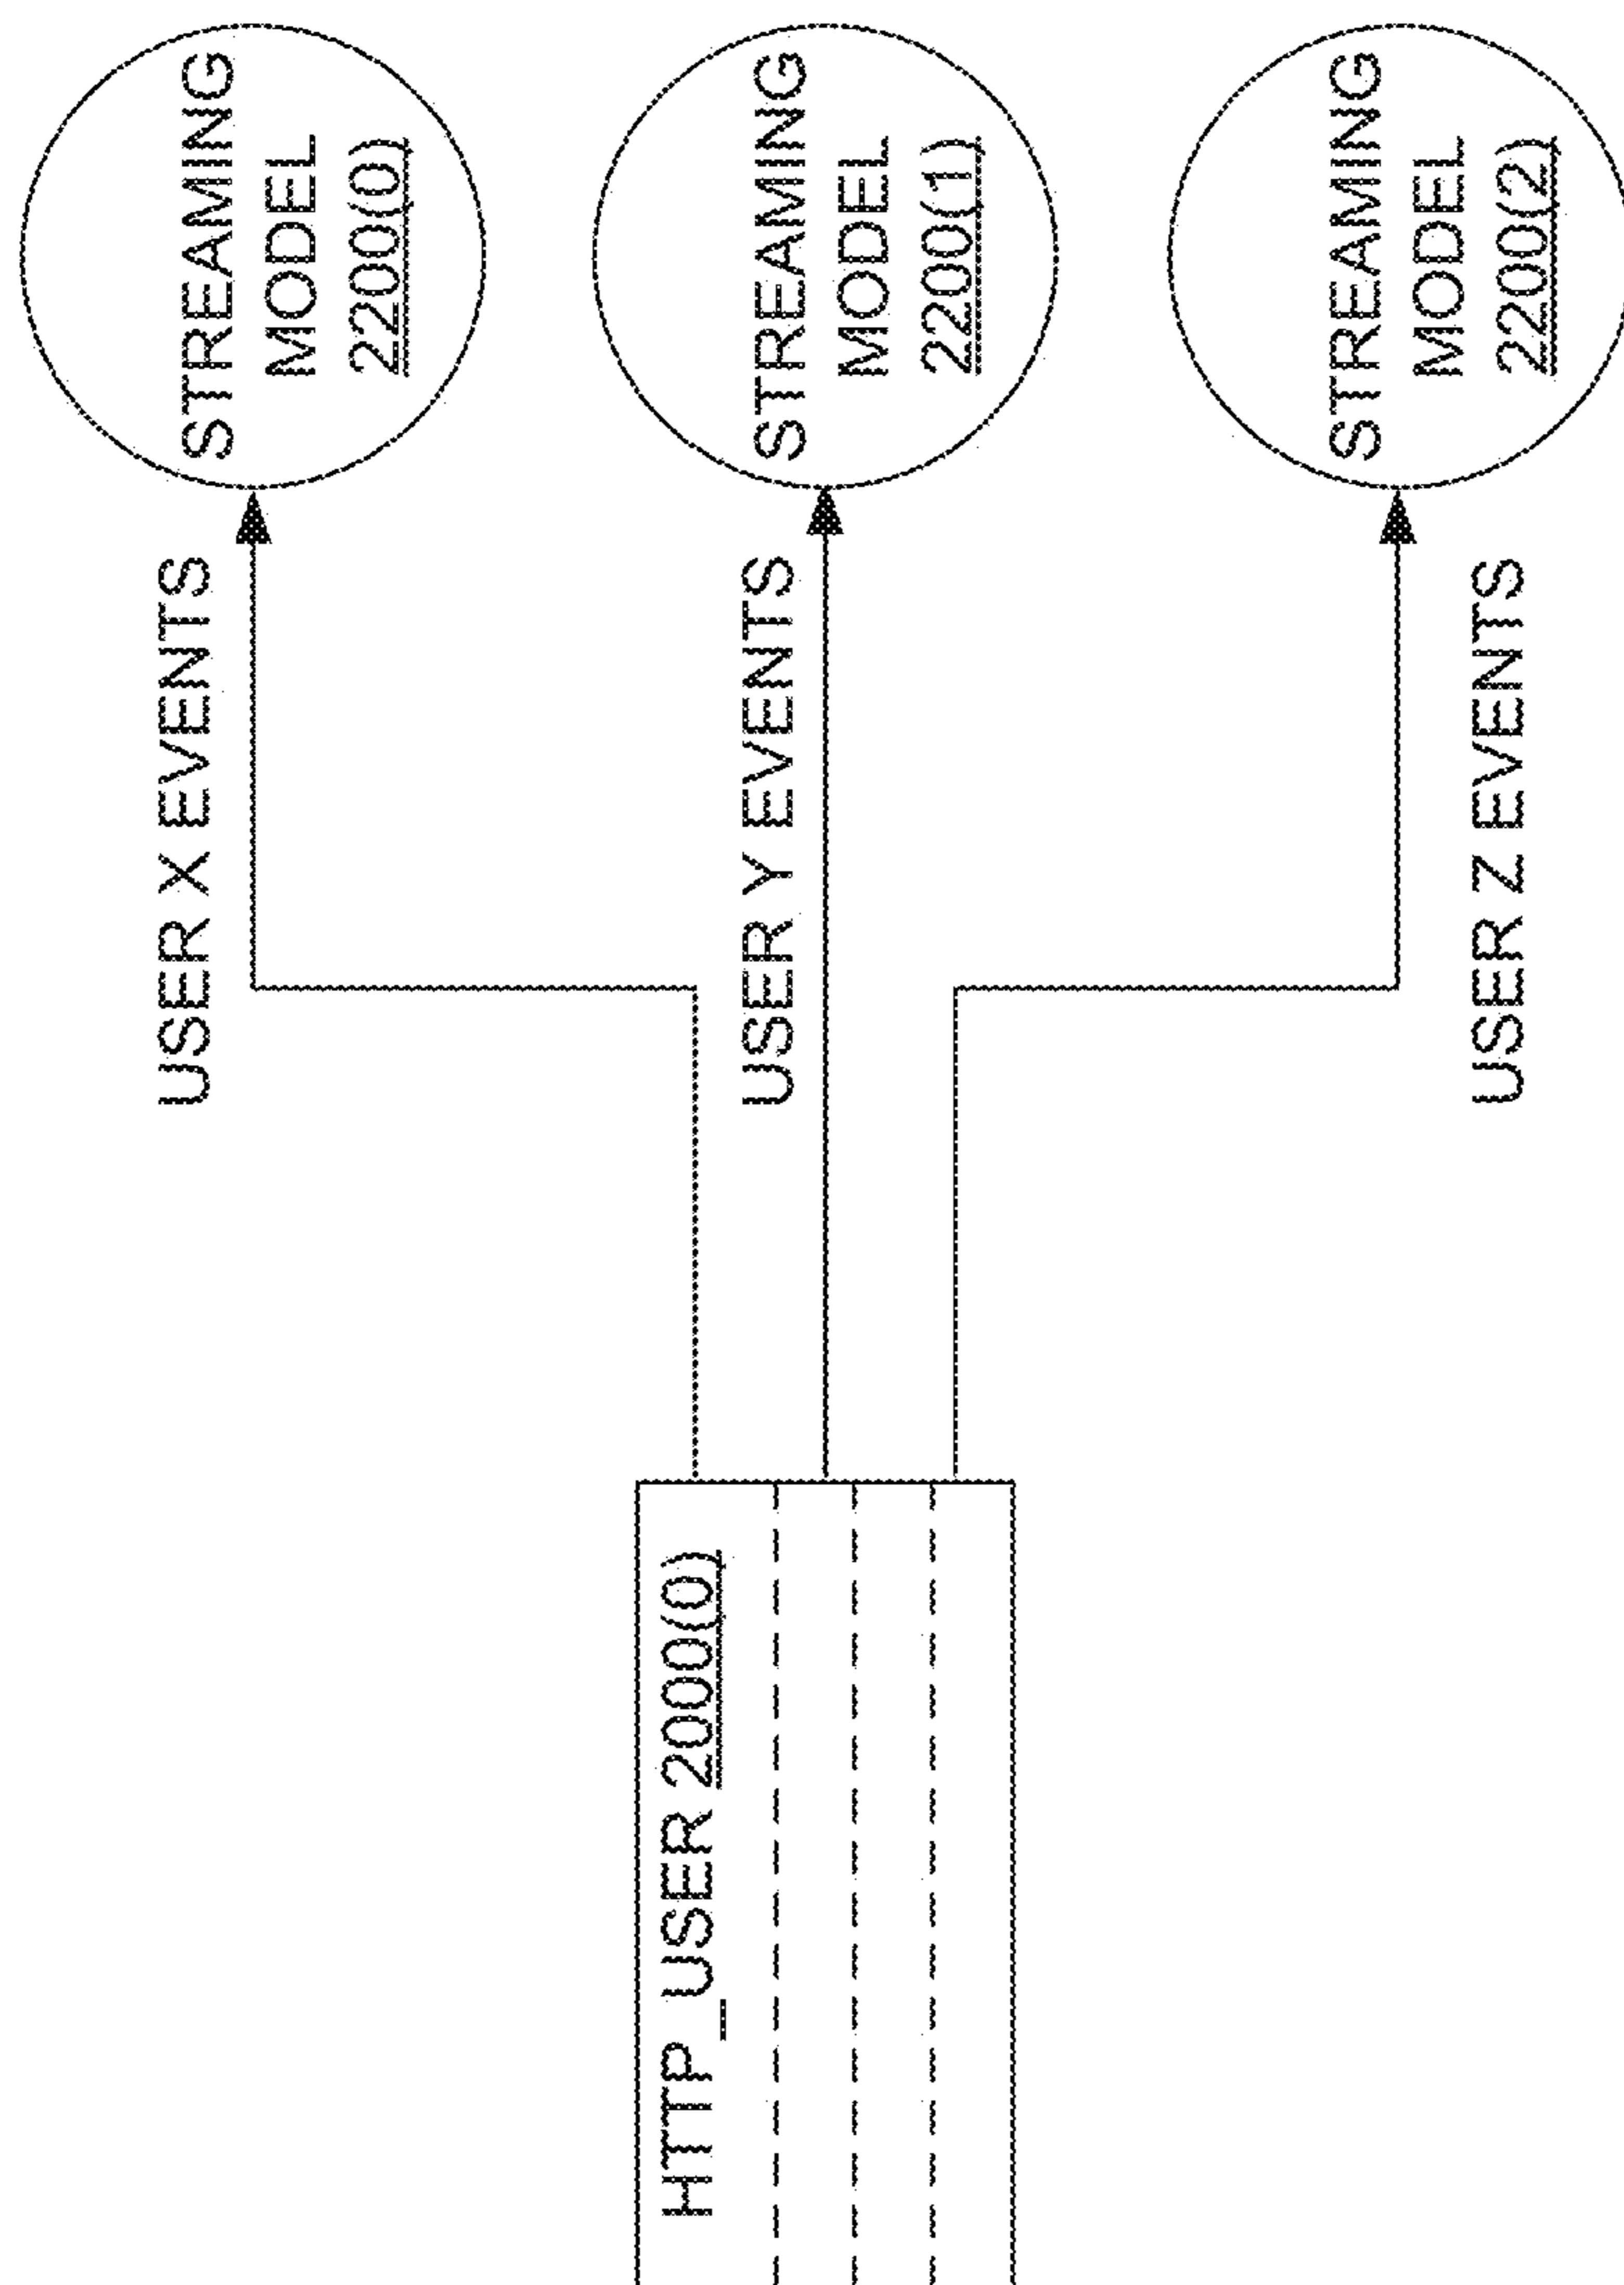 HTTP_USER 2000(0)
USER X EVENTS
STREAMING
MODEL
2200(0)
USER Y EVENTS
STREAMING
MODEL
2200(1)
USER Z EVENTS
STREAMING
MODEL
2200(2)